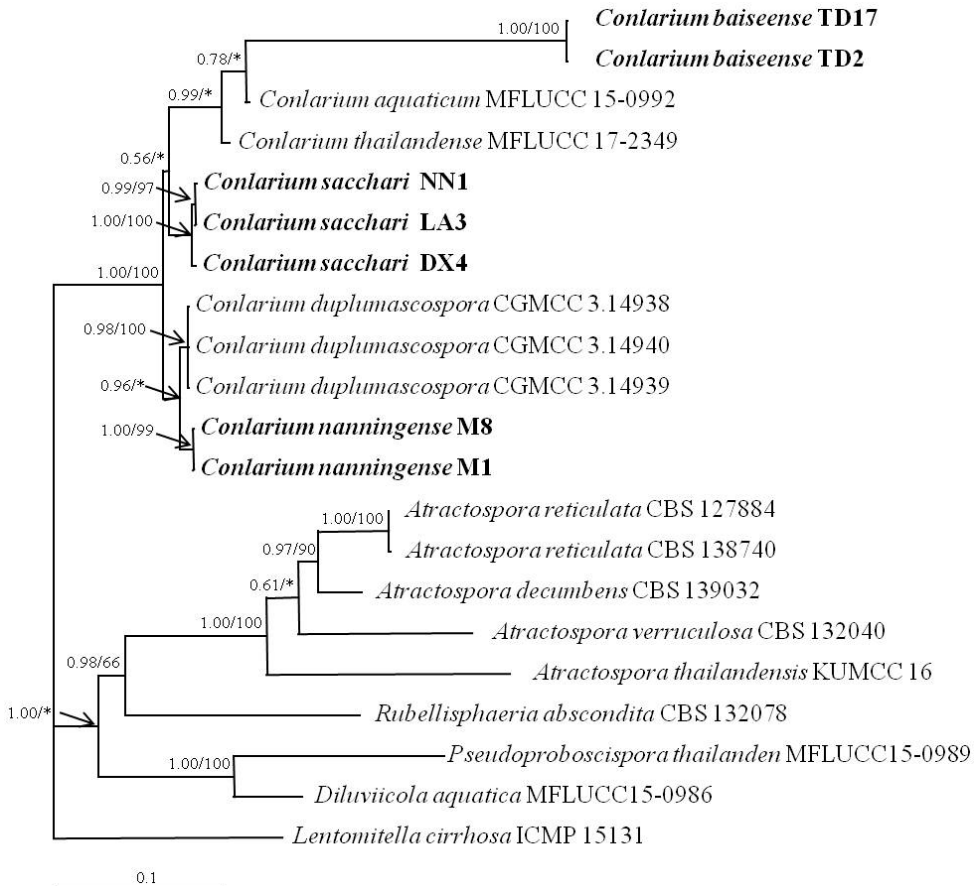 1.00/100
Conlarium baiseense TD17
Conlarium baiseense TD2
0.78/*
Conlarium aquaticum MFLUCC 15-0992
0.99/*
Conlarium thailandense MFLUCC 17-2349
0.56/*
0.99/97
Conlarium sacchari NN1
1.00/100
Conlarium sacchari LA3
Conlarium sacchari DX4
1.00/100
Conlarium duplumascospora CGMCC 3.14938
0.98/100
Conlarium duplumascospora CGMCC 3.14940
0.96/*
Conlarium duplumascospora CGMCC 3.14939
1.00/99
Conlarium nanningense M8
Conlarium nanningense M1
1.00/100
Atractospora reticulata CBS 127884
Atractospora reticulata CBS 138740
0.97/90
Atractospora decumbens CBS 139032
0.61/*
Atractospora verruculosa CBS 132040
1.00/100
Atractospora thailandensis KUMCC 16
0.98/66
Rubellisphaeria abscondita CBS 132078
1.00/*
Pseudoproboscispora thailanden MFLUCC15-0989
1.00/100
Diluviicola aquatica MFLUCC15-0986
Lentomitella cirrhosa ICMP 15131
0.1